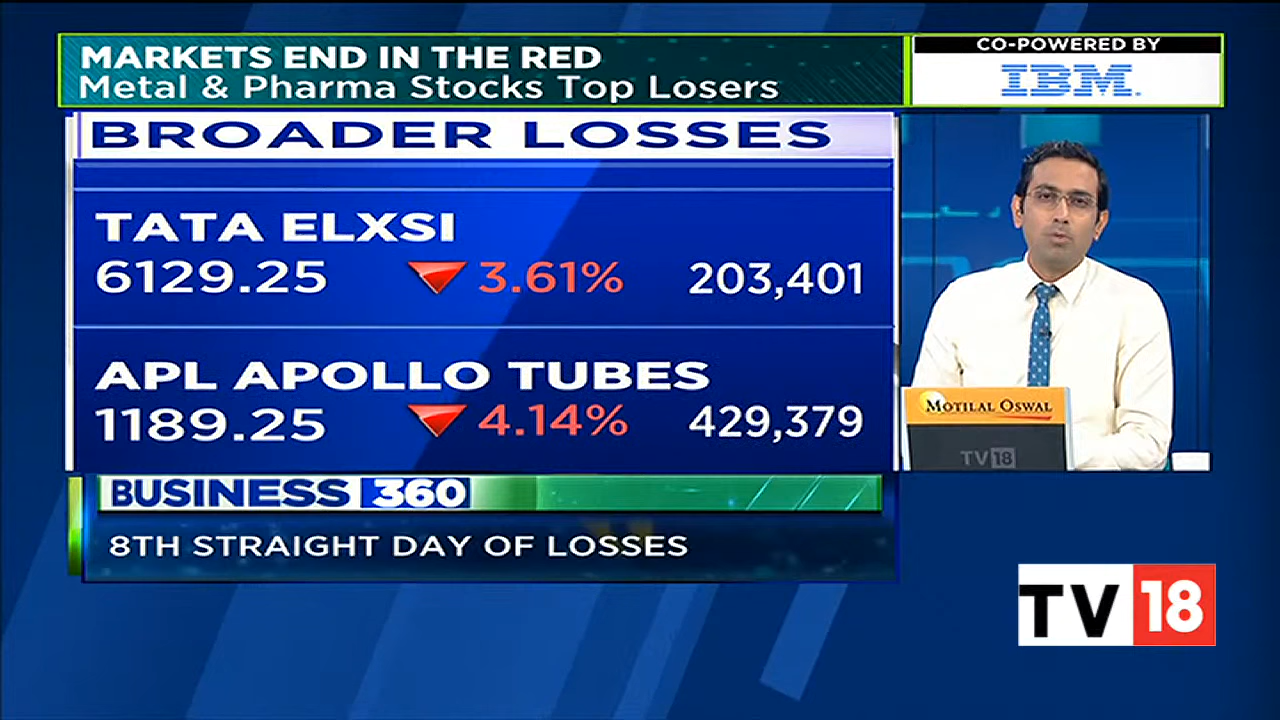 MARKETS END IN THE RED
Metal & Pharma Stocks Top Losers
CO-POWERED BY
IBM
BROADER LOSSES
TATA ELXSI
6129.25 3.61% 203,401
APL APOLLO TUBES
1189.25 4.14% 429,379
MOTILAL OSWAL
TV18
BUSINESS 360
8TH STRAIGHT DAY OF LOSSES
TV18